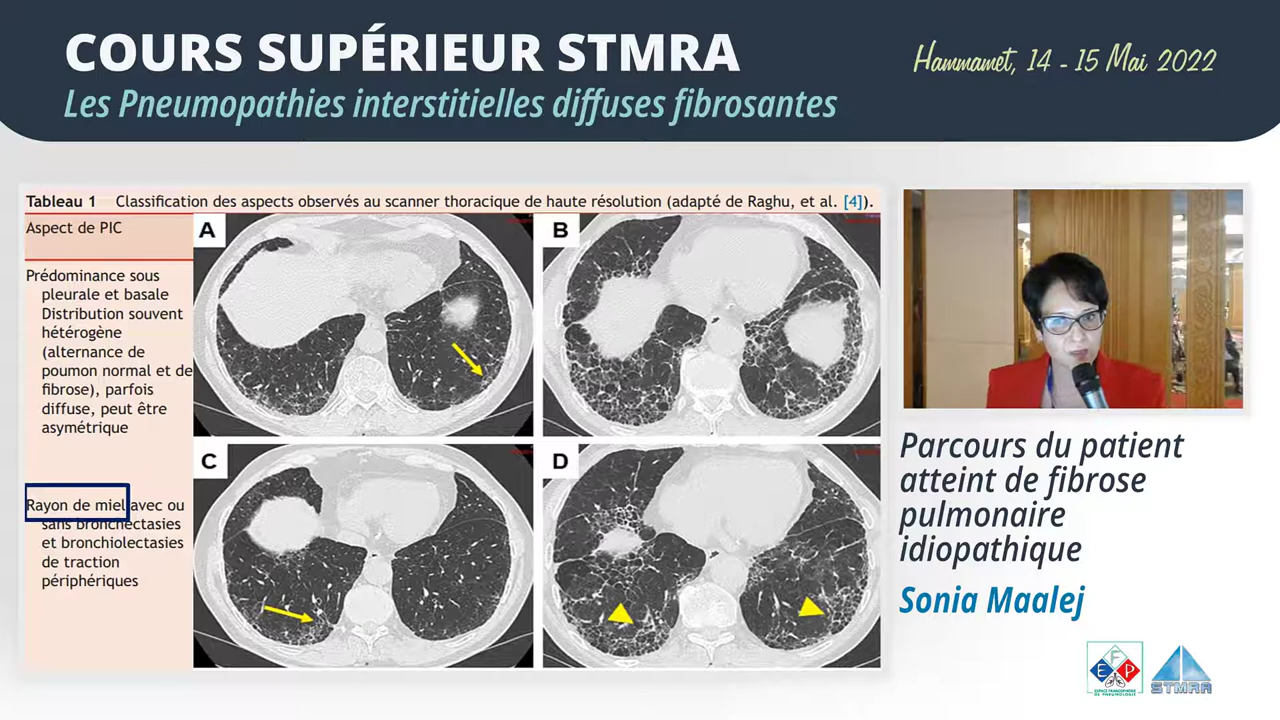 COURS SUPÉRIEUR STMRA
Les Pneumopathies interstitielles diffuses fibrosantes
Hammamet, 14 - 15 Mai 2022
Tableau 1 Classification des aspects observés au scanner thoracique de haute résolution (adapté de Raghu, et al. [4]).
Aspect de PIC
Prédominance sous
pleurale et basale
Distribution souvent
hétérogène
(alternance de
poumon normal et de
fibrose), parfois
diffuse, peut être
asymétrique
Rayon de miel avec ou
sans bronchectasies
et bronchiolectasies
de traction
périphériques
A
B
C
D
Parcours du patient
atteint de fibrose
pulmonaire
idiopathique
Sonia Maalej
E F P
ESPACE FRANCOPHONE
DE PNEUMOLOGIE
STMRA